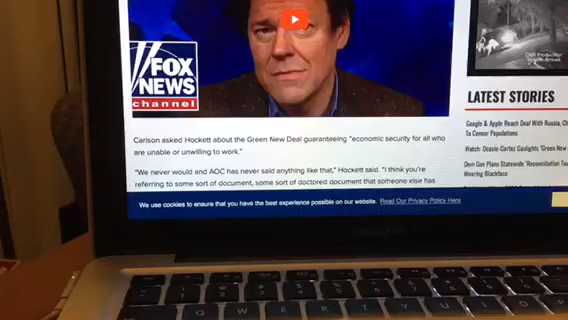 FOX
NEWS
channel
Carlson asked Hockett about the Green New Deal guaranteeing "economic security for all who
are unable or unwilling to work."
"We never would and AOC has never said anything like that," Hockett said. "I think you're
referring to some sort of document, some sort of doctored document that someone else has
We use cookies to ensure that you have the best experience possible on our website. Read Our Privacy Policy Here
LATEST STORIES
Google & Apple Reach Deal With Russia, Ch
To Censor Populations
Watch: Ocasio-Cortez Gaslights 'Green New
Dem Gov Plans Statewide 'Reconciliation Tou
Wearing Blackface
Q
W
E
R
T
Y
U
I
O
P